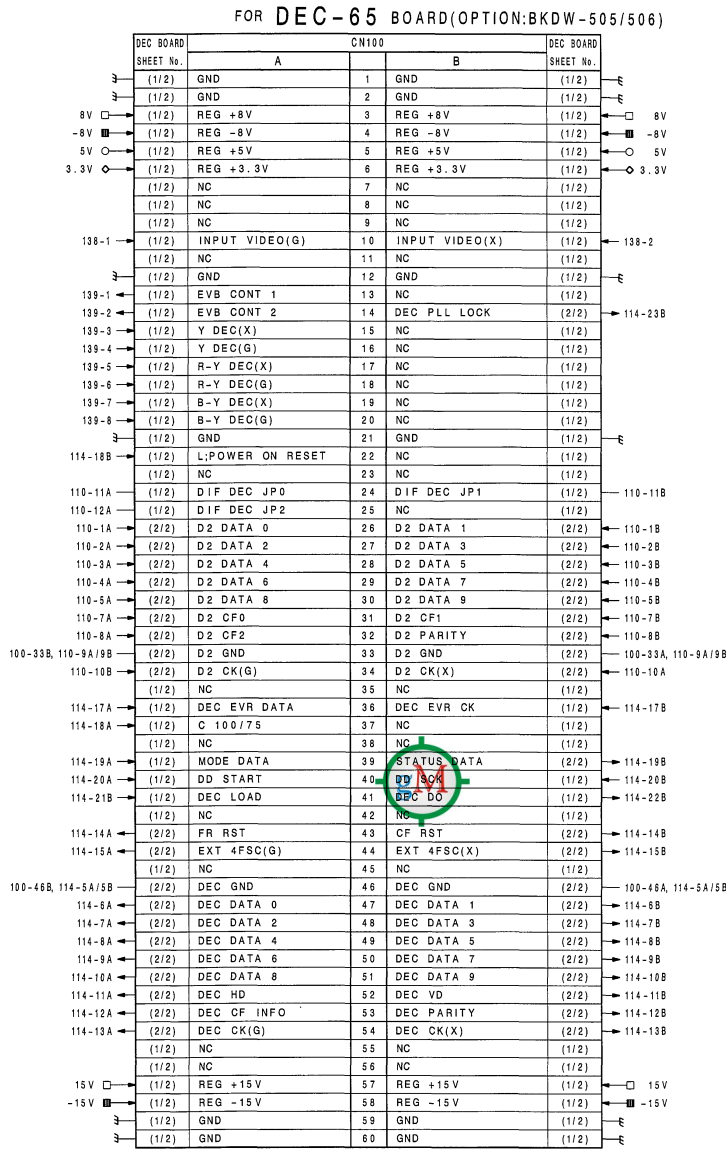 FOR DEC-65 BOARD(OPTION:BKDW-505/506)
DEC BOARD CN100 DEC BOARD
SHEET No. A B SHEET No.
(1/2) GND 1 GND (1/2)
(1/2) GND 2 GND (1/2)
8V (1/2) REG +8V 3 REG +8V (1/2) 8V
-8V (1/2) REG -8V 4 REG -8V (1/2) -8V
5V (1/2) REG +5V 5 REG +5V (1/2) 5V
3.3V (1/2) REG +3.3V 6 REG +3.3V (1/2) 3.3V
(1/2) NC 7 NC (1/2)
(1/2) NC 8 NC (1/2)
(1/2) NC 9 NC (1/2)
138-1 (1/2) INPUT VIDEO(G) 10 INPUT VIDEO(X) (1/2) 138-2
(1/2) NC 11 NC (1/2)
(1/2) GND 12 GND (1/2)
139-1 (1/2) EVB CONT 1 13 NC (1/2)
139-2 (1/2) EVB CONT 2 14 DEC PLL LOCK (2/2) 114-23B
139-3 (1/2) Y DEC(X) 15 NC (1/2)
139-4 (1/2) Y DEC(G) 16 NC (1/2)
139-5 (1/2) R-Y DEC(X) 17 NC (1/2)
139-6 (1/2) R-Y DEC(G) 18 NC (1/2)
139-7 (1/2) B-Y DEC(X) 19 NC (1/2)
139-8 (1/2) B-Y DEC(G) 20 NC (1/2)
(1/2) GND 21 GND (1/2)
114-18B (1/2) L;POWER ON RESET 22 NC (1/2)
(1/2) NC 23 NC (1/2)
110-11A (1/2) DIF DEC JP0 24 DIF DEC JP1 (1/2) 110-11B
110-12A (1/2) DIF DEC JP2 25 NC (1/2)
110-1A (2/2) D2 DATA 0 26 D2 DATA 1 (2/2) 110-1B
110-2A (2/2) D2 DATA 2 27 D2 DATA 3 (2/2) 110-2B
110-3A (2/2) D2 DATA 4 28 D2 DATA 5 (2/2) 110-3B
110-4A (2/2) D2 DATA 6 29 D2 DATA 7 (2/2) 110-4B
110-5A (2/2) D2 DATA 8 30 D2 DATA 9 (2/2) 110-5B
110-7A (2/2) D2 CF0 31 D2 CF1 (2/2) 110-7B
110-8A (2/2) D2 CF2 32 D2 PARITY (2/2) 110-8B
100-33B, 110-9A/9B (2/2) D2 GND 33 D2 GND (2/2) 100-33A, 110-9A/9B
110-10B (2/2) D2 CK(G) 34 D2 CK(X) (2/2) 110-10A
(1/2) NC 35 NC (1/2)
114-17A (1/2) DEC EVR DATA 36 DEC EVR CK (1/2) 114-17B
114-18A (1/2) C 100/75 37 NC (1/2)
(1/2) NC 38 NC (1/2)
114-19A (1/2) MODE DATA 39 STATUS DATA (2/2) 114-19B
114-20A (1/2) DD START 40 DD SCK (1/2) 114-20B
114-21B (1/2) DEC LOAD 41 DEC DO (1/2) 114-22B
(1/2) NC 42 NC (1/2)
114-14A (2/2) FR RST 43 CF RST (2/2) 114-14B
114-15A (2/2) EXT 4FSC(G) 44 EXT 4FSC(X) (2/2) 114-15B
(1/2) NC 45 NC (1/2)
100-46B, 114-5A/5B (2/2) DEC GND 46 DEC GND (2/2) 100-46A, 114-5A/5B
114-6A (2/2) DEC DATA 0 47 DEC DATA 1 (2/2) 114-6B
114-7A (2/2) DEC DATA 2 48 DEC DATA 3 (2/2) 114-7B
114-8A (2/2) DEC DATA 4 49 DEC DATA 5 (2/2) 114-8B
114-9A (2/2) DEC DATA 6 50 DEC DATA 7 (2/2) 114-9B
114-10A (2/2) DEC DATA 8 51 DEC DATA 9 (2/2) 114-10B
114-11A (2/2) DEC HD 52 DEC VD (2/2) 114-11B
114-12A (2/2) DEC CF INFO 53 DEC PARITY (2/2) 114-12B
114-13A (2/2) DEC CK(G) 54 DEC CK(X) (2/2) 114-13B
(1/2) NC 55 NC (1/2)
(1/2) NC 56 NC (1/2)
15V (1/2) REG +15V 57 REG +15V (1/2) 15V
-15V (1/2) REG -15V 58 REG -15V (1/2) -15V
(1/2) GND 59 GND (1/2)
(1/2) GND 60 GND (1/2)
gM